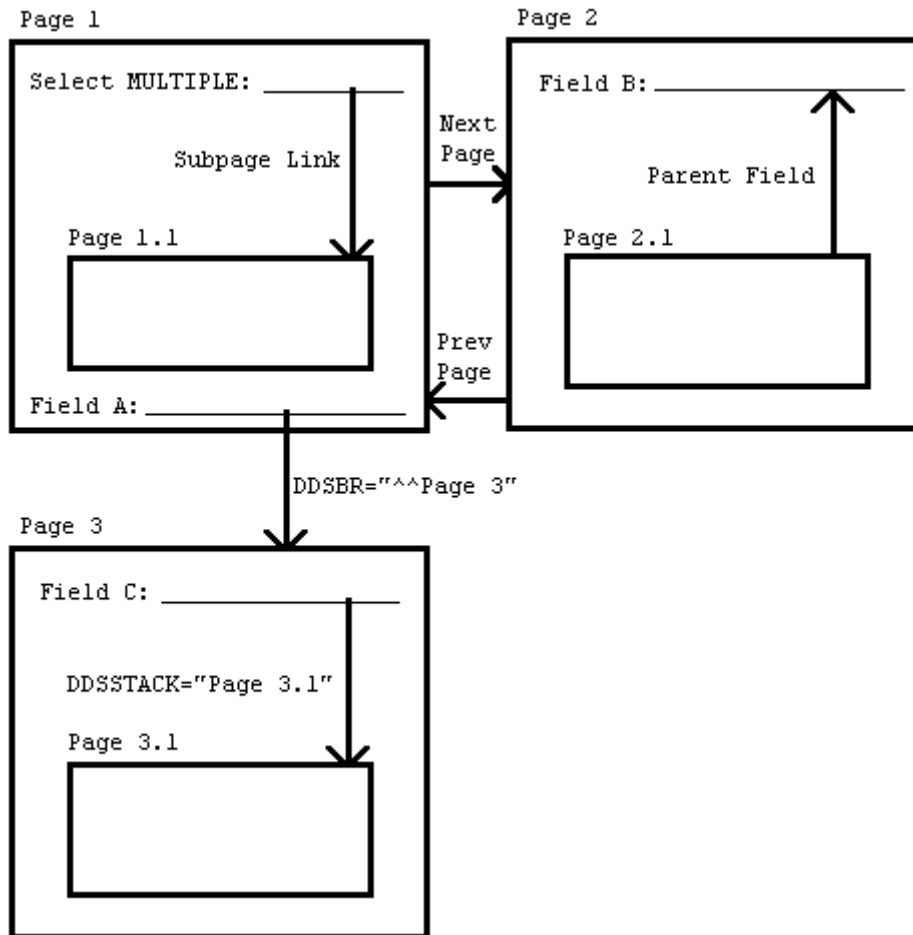 Page 1
Select MULTIPLE:
Subpage Link
Page 1.1
Field A:
Next
Page
Prev
Page
Page 2
Field B:
Parent Field
Page 2.1
DDSBR="^^Page 3"
Page 3
Field C:
DDSSTACK="Page 3.1"
Page 3.1